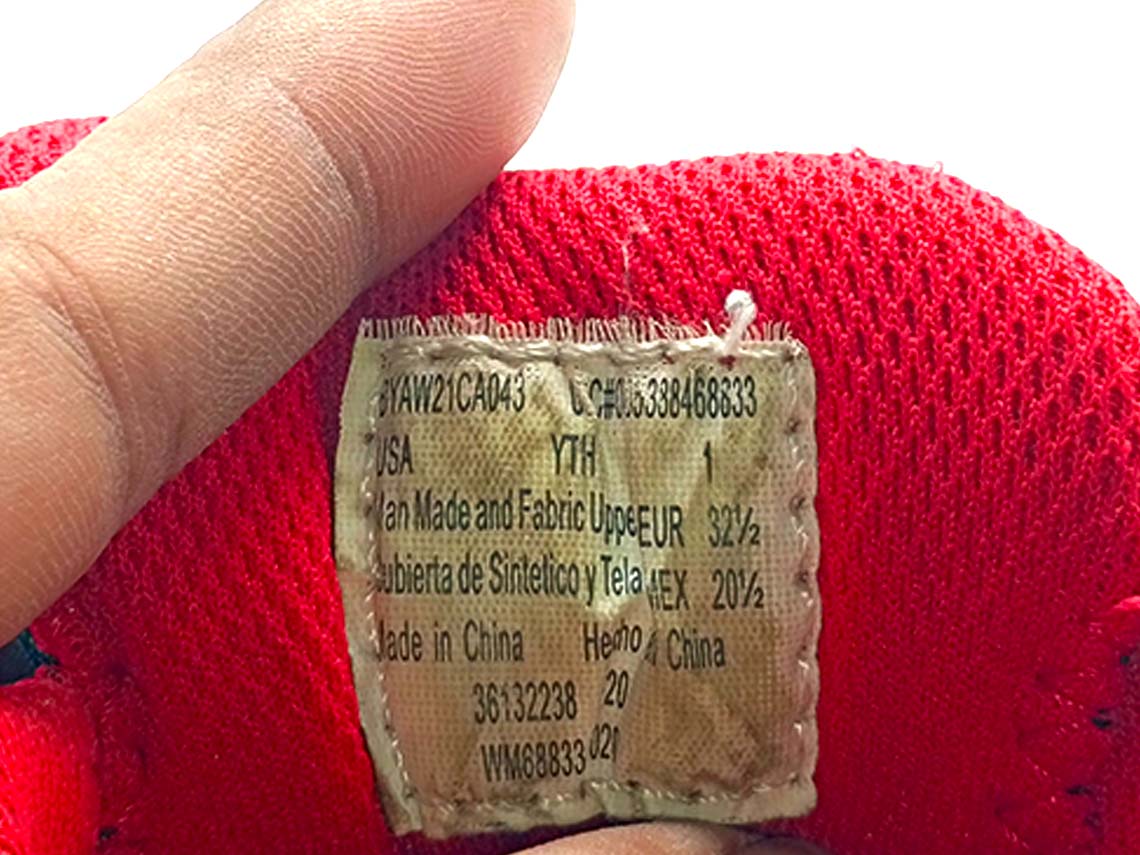 BYAW21CA043
USA YTH 1
Man Made and Fabric Uppe EUR 32½
Cubierta de Sintetico y Tela MEX 20½
Made in China Hecho China
36132238 20
WM68833